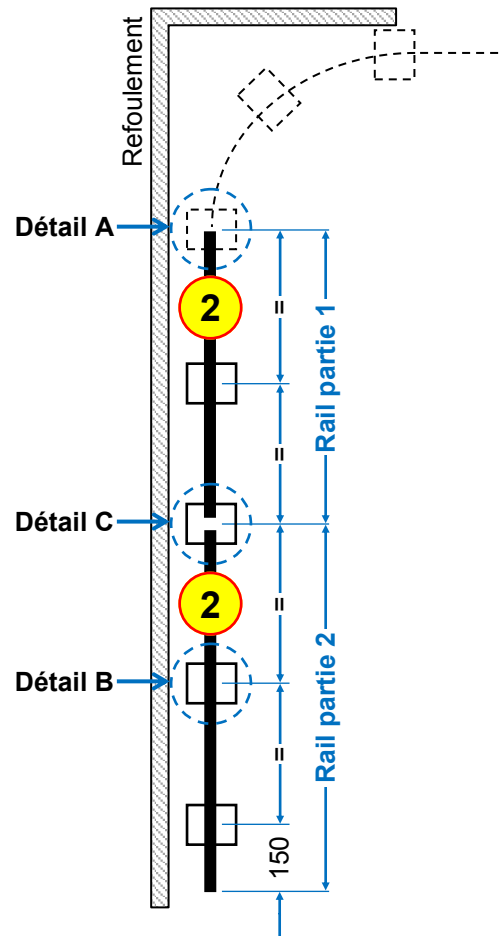 Refoulement
Détail A
2
=
Rail partie 1
=
Détail C
2
=
Rail partie 2
Détail B
=
150